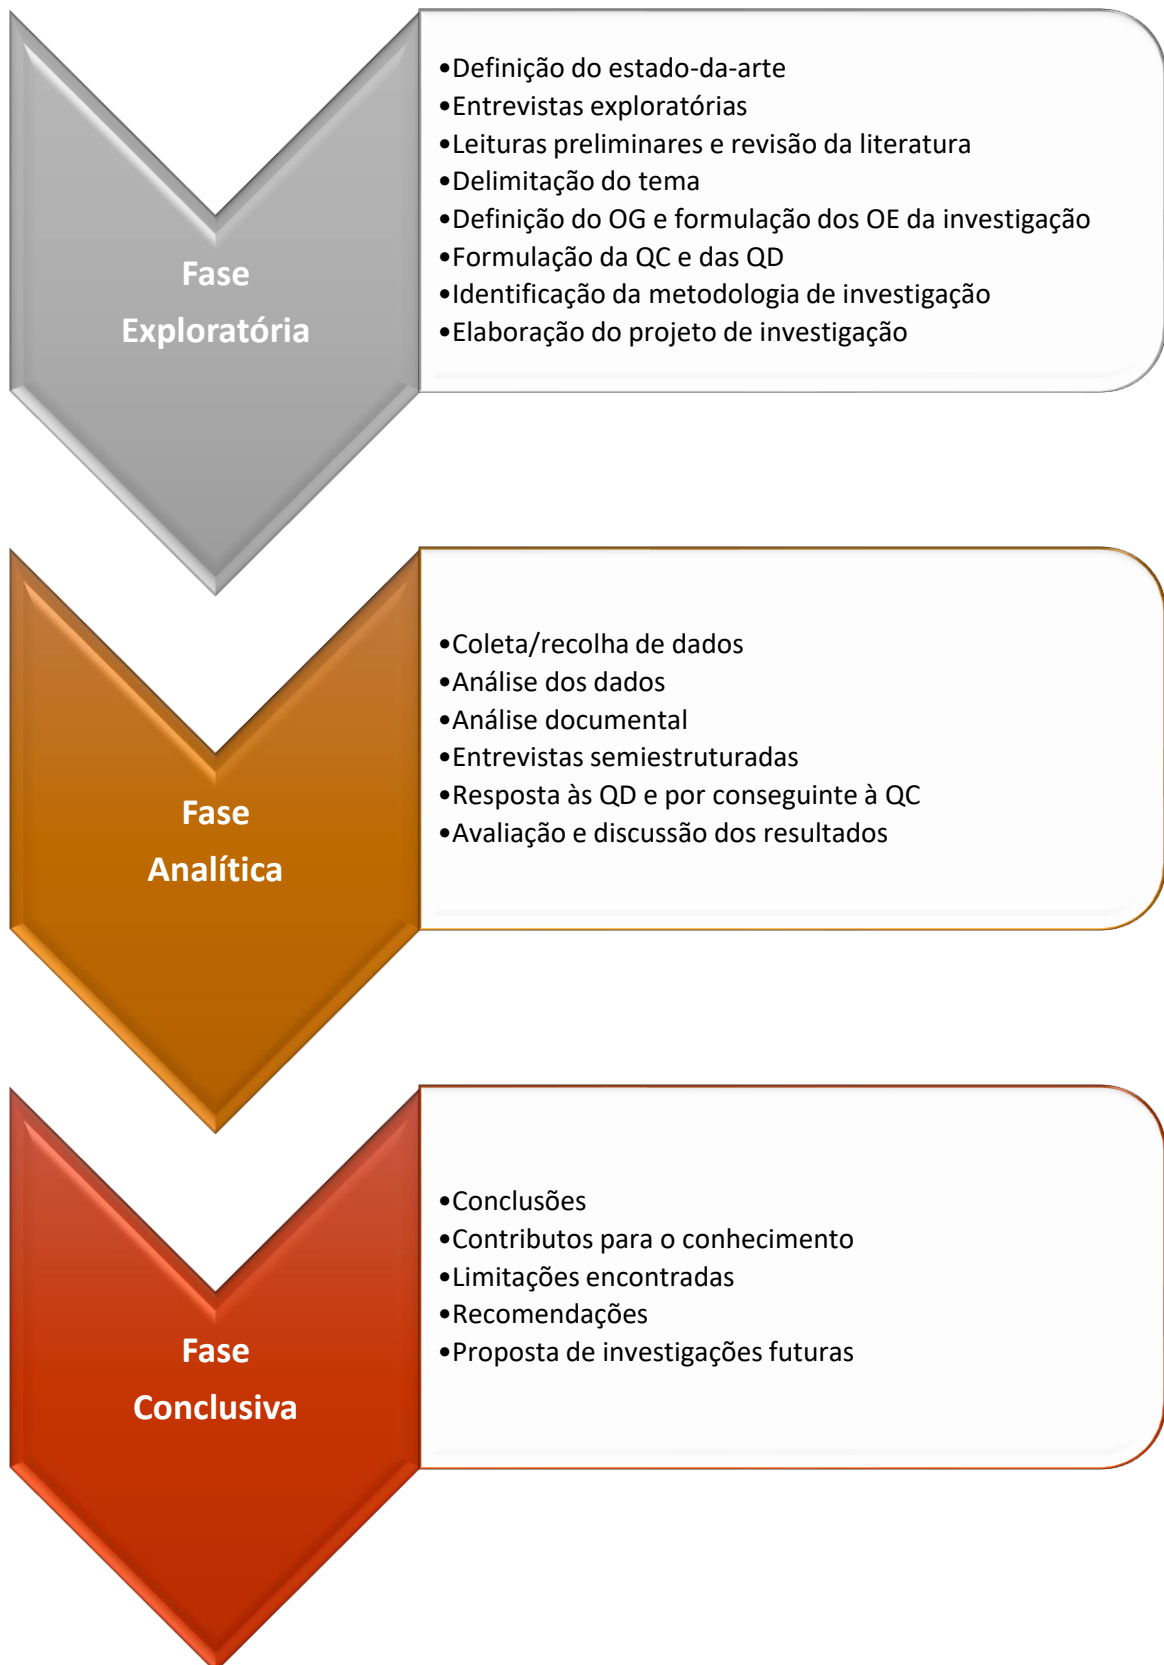 Fase
Exploratória
•Definição do estado-da-arte
•Entrevistas exploratórias
•Leituras preliminares e revisão da literatura
•Delimitação do tema
•Definição do OG e formulação dos OE da investigação
•Formulação da QC e das QD
•Identificação da metodologia de investigação
•Elaboração do projeto de investigação
Fase
Analítica
•Coleta/recolha de dados
•Análise dos dados
•Análise documental
•Entrevistas semiestruturadas
•Resposta às QD e por conseguinte à QC
•Avaliação e discussão dos resultados
Fase
Conclusiva
•Conclusões
•Contributos para o conhecimento
•Limitações encontradas
•Recomendações
•Proposta de investigações futuras